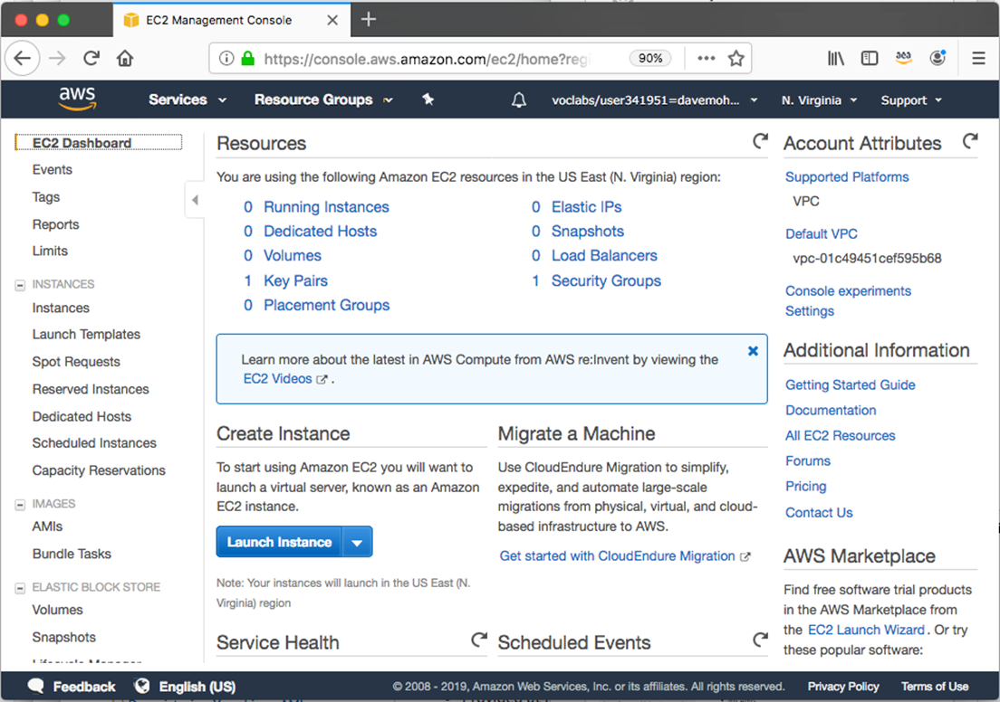 EC2 Management Console
https://console.aws.amazon.com/ec2/home?regi
90%
aws
Services
Resource Groups
voclabs/user341951=davemoh...
N. Virginia
Support
EC2 Dashboard
Events
Tags
Reports
Limits
INSTANCES
Instances
Launch Templates
Spot Requests
Reserved Instances
Dedicated Hosts
Scheduled Instances
Capacity Reservations
IMAGES
AMIs
Bundle Tasks
ELASTIC BLOCK STORE
Volumes
Snapshots
Lifecycle Manager
Resources
You are using the following Amazon EC2 resources in the US East (N. Virginia) region:
0 Running Instances
0 Dedicated Hosts
0 Volumes
1 Key Pairs
0 Placement Groups
0 Elastic IPs
0 Snapshots
0 Load Balancers
1 Security Groups
Learn more about the latest in AWS Compute from AWS re:Invent by viewing the
EC2 Videos .
Create Instance
To start using Amazon EC2 you will want to
launch a virtual server, known as an Amazon
EC2 instance.
Launch Instance
Note: Your instances will launch in the US East (N.
Virginia) region
Migrate a Machine
Use CloudEndure Migration to simplify,
expedite, and automate large-scale
migrations from physical, virtual, and cloud-
based infrastructure to AWS.
Get started with CloudEndure Migration
Service Health
Scheduled Events
Account Attributes
Supported Platforms
VPC
Default VPC
vpc-01c49451cef595b68
Console experiments
Settings
Additional Information
Getting Started Guide
Documentation
All EC2 Resources
Forums
Pricing
Contact Us
AWS Marketplace
Find free software trial products
in the AWS Marketplace from
the EC2 Launch Wizard. Or try
these popular software:
Feedback
English (US)
© 2008 - 2019, Amazon Web Services, Inc. or its affiliates. All rights reserved.
Privacy Policy
Terms of Use